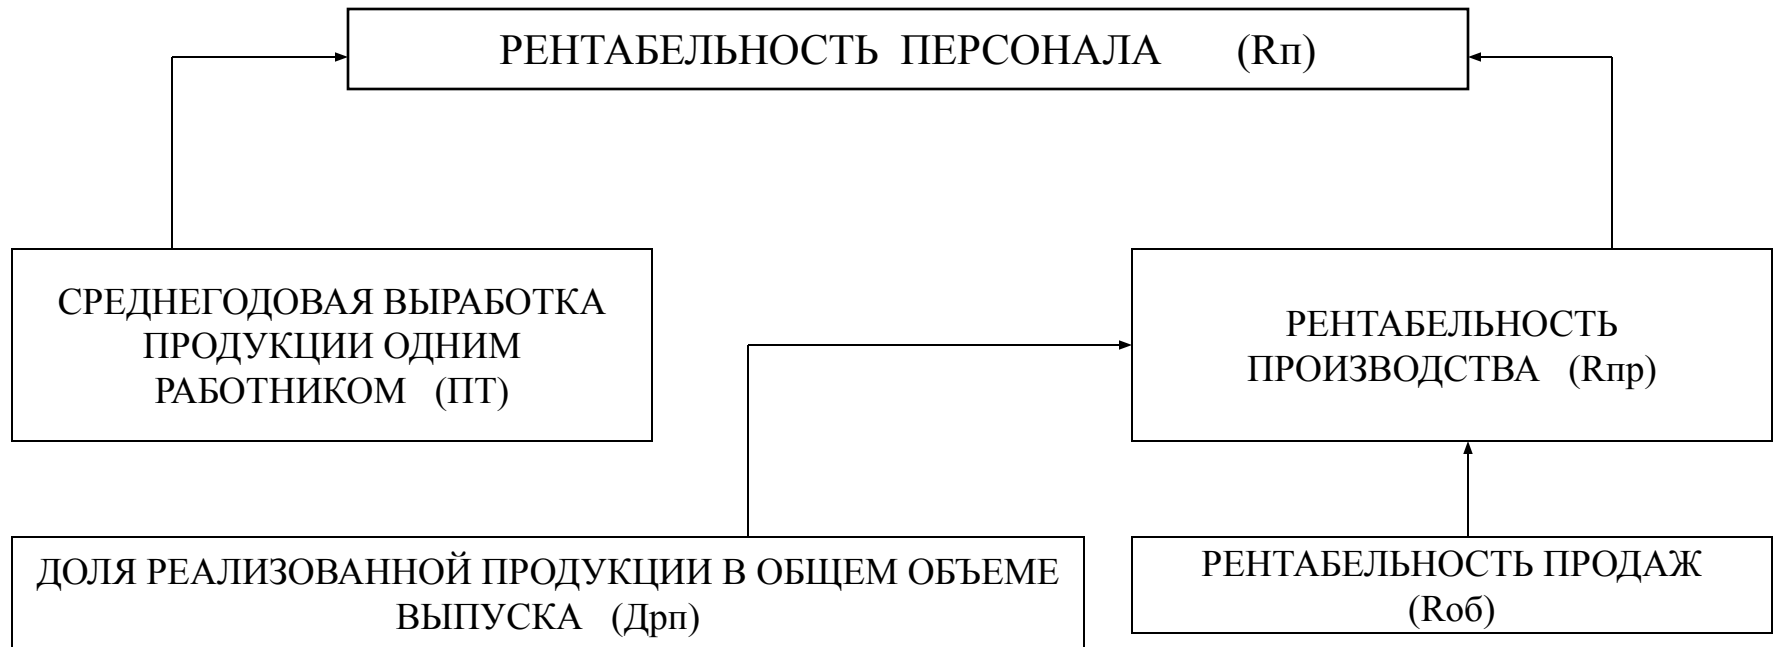 РЕНТАБЕЛЬНОСТЬ ПЕРСОНАЛА (Rп)
СРЕДНЕГОДОВАЯ ВЫРАБОТКА
ПРОДУКЦИИ ОДНИМ
РАБОТНИКОМ (ПТ)
РЕНТАБЕЛЬНОСТЬ
ПРОИЗВОДСТВА (Rпр)
ДОЛЯ РЕАЛИЗОВАННОЙ ПРОДУКЦИИ В ОБЩЕМ ОБЪЕМЕ
ВЫПУСКА (Дрп)
РЕНТАБЕЛЬНОСТЬ ПРОДАЖ
(Rоб)